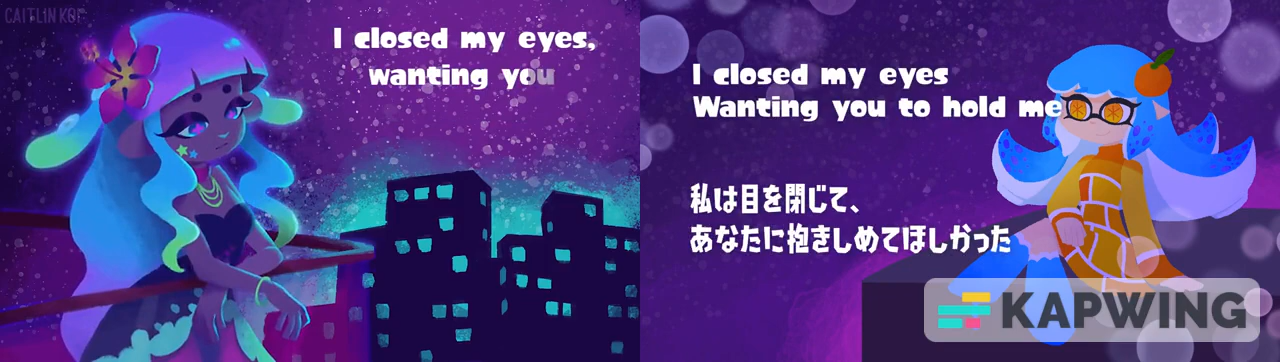 CAITLIN KOF
I closed my eyes,
wanting you
I closed my eyes
Wanting you to hold me
私は目を閉じて、
あなたに抱きしめてほしかった
KAPWING